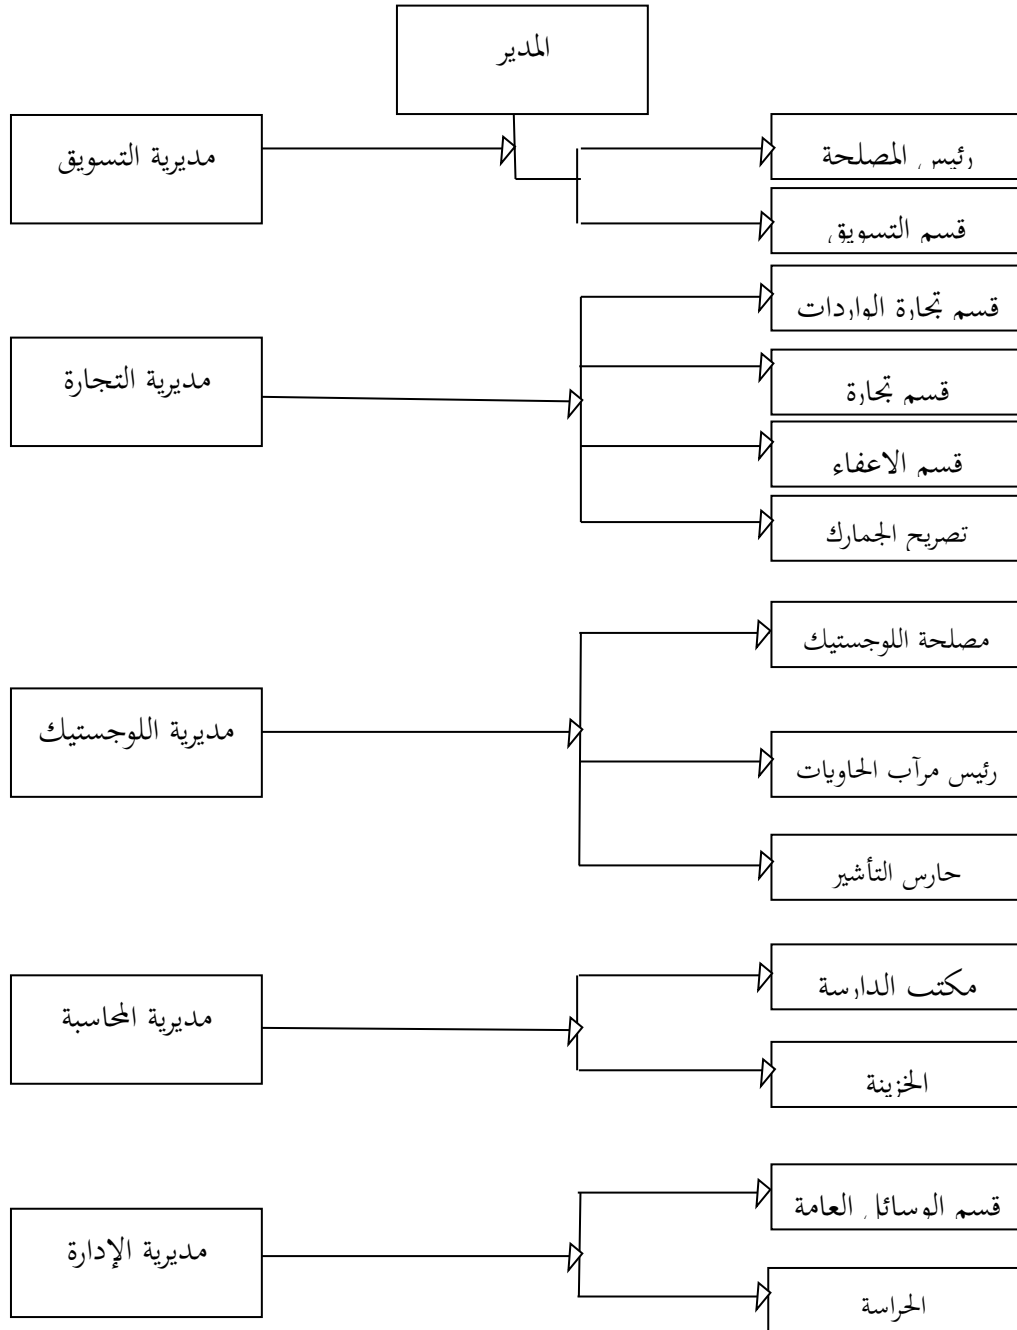 المدير
مديرية التسويق
رئيس المصلحة
قسم التسويق
مديرية التجارة
قسم تجارة الواردات
قسم تجارة
قسم الاعفاء
تصريح الجمارك
مديرية اللوجستيك
مصلحة اللوجستيك
رئيس مرآب الحاويات
حارس التأشير
مديرية المحاسبة
مكتب الدارسة
الخزينة
مديرية الإدارة
قسم الوسائل العامة
الحراسة